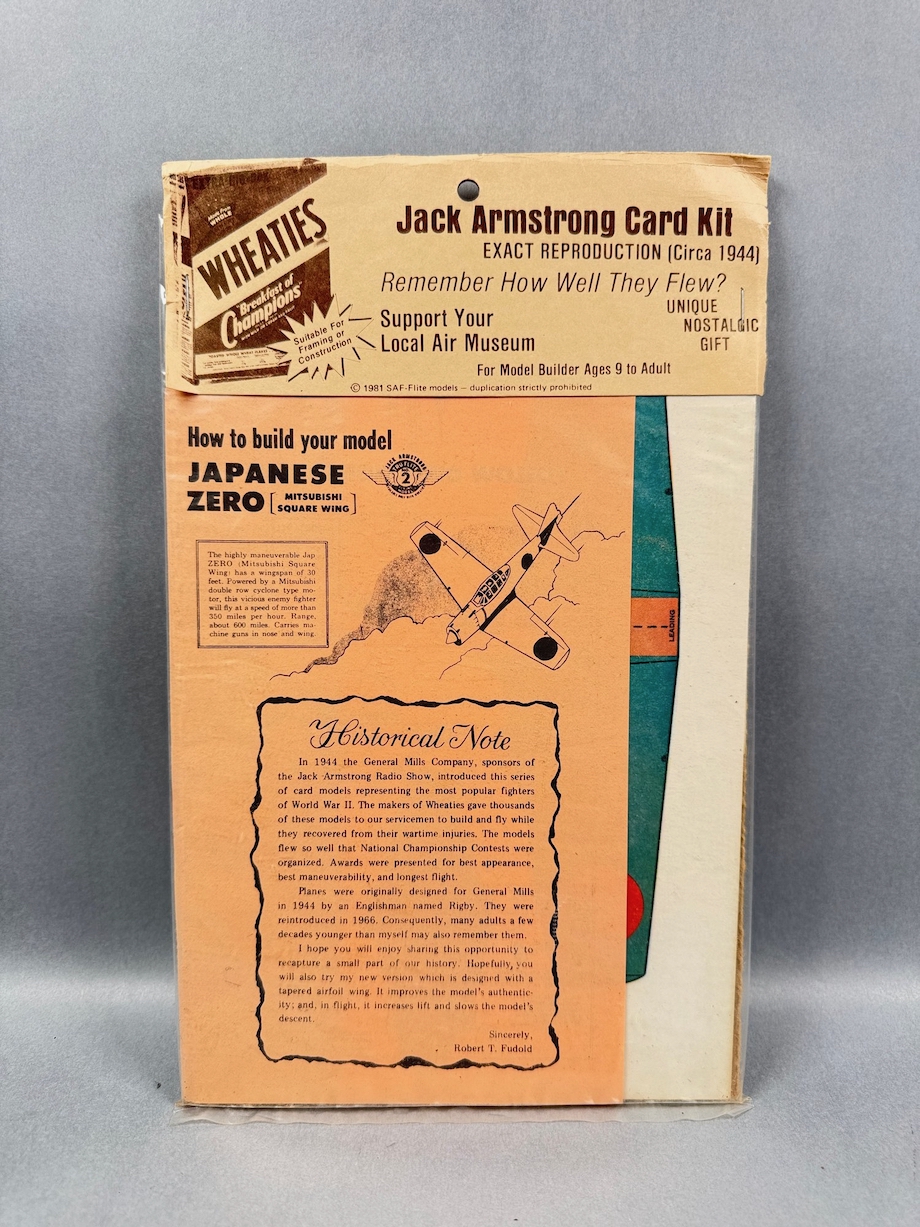 WHEATIES
"Breakfast of
Champions"
Suitable For
Framing or
Construction
Jack Armstrong Card Kit
EXACT REPRODUCTION (Circa 1944)
Remember How Well They Flew?
Support Your
Local Air Museum
UNIQUE
NOSTALGIC
GIFT
For Model Builder Ages 9 to Adult
© 1981 SAF-Flite models — duplication strictly prohibited
How to build your model
JAPANESE
ZERO [MITSUBISHI
SQUARE WING]
JACK ARMSTRONG
2
The highly maneuverable Jap
ZERO (Mitsubishi Square
Wing) has a wingspan of 30
feet. Powered by a Mitsubishi
double row cyclone type mo-
tor, this vicious enemy fighter
will fly at a speed of more than
350 miles per hour. Range,
about 600 miles. Carries ma-
chine guns in nose and wing.
LEADING
Historical Note
In 1944 the General Mills Company, sponsors of
the Jack Armstrong Radio Show, introduced this series
of card models representing the most popular fighters
of World War II. The makers of Wheaties gave thousands
of these models to our servicemen to build and fly while
they recovered from their wartime injuries. The models
flew so well that National Championship Contests were
organized. Awards were presented for best appearance,
best maneuverability, and longest flight.
Planes were originally designed for General Mills
in 1944 by an Englishman named Rigby. They were
reintroduced in 1966. Consequently, many adults a few
decades younger than myself may also remember them.
I hope you will enjoy sharing this opportunity to
recapture a small part of our history. Hopefully, you
will also try my new version which is designed with a
tapered airfoil wing. It improves the model's authentic-
ity; and, in flight, it increases lift and slows the model's
descent.
Sincerely,
Robert T. Fudold